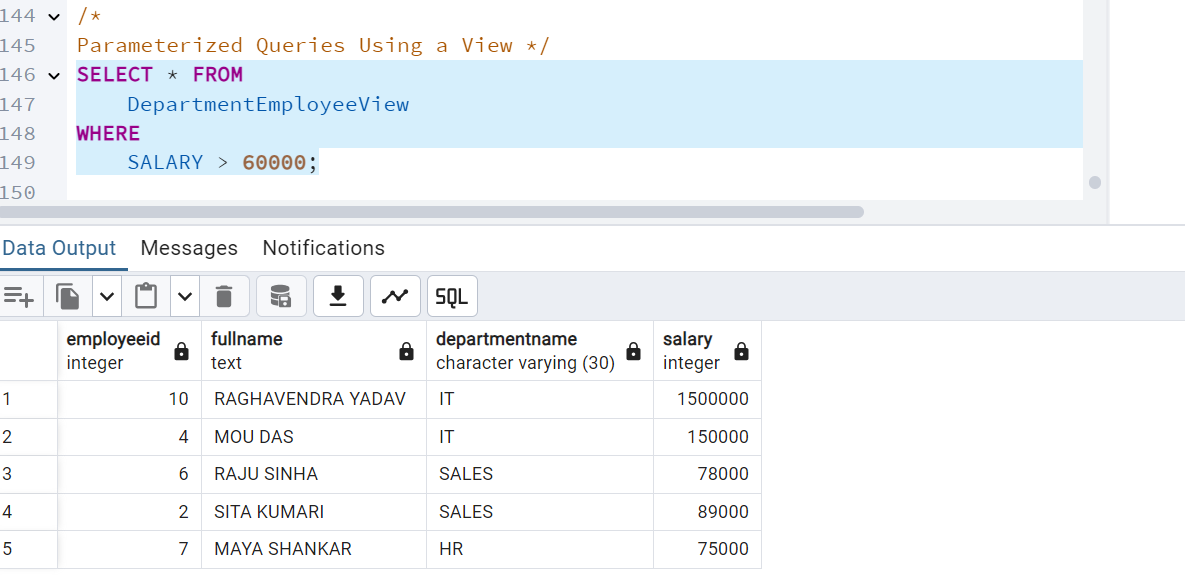 144 /*
145 Parameterized Queries Using a View */
146 SELECT * FROM
147 DepartmentEmployeeView
148 WHERE
149 SALARY > 60000;
150
Data Output Messages Notifications
SQL
employeeid fullname departmentname salary
integer text character varying (30) integer
1 10 RAGHAVENDRA YADAV IT 1500000
2 4 MOU DAS IT 150000
3 6 RAJU SINHA SALES 78000
4 2 SITA KUMARI SALES 89000
5 7 MAYA SHANKAR HR 75000